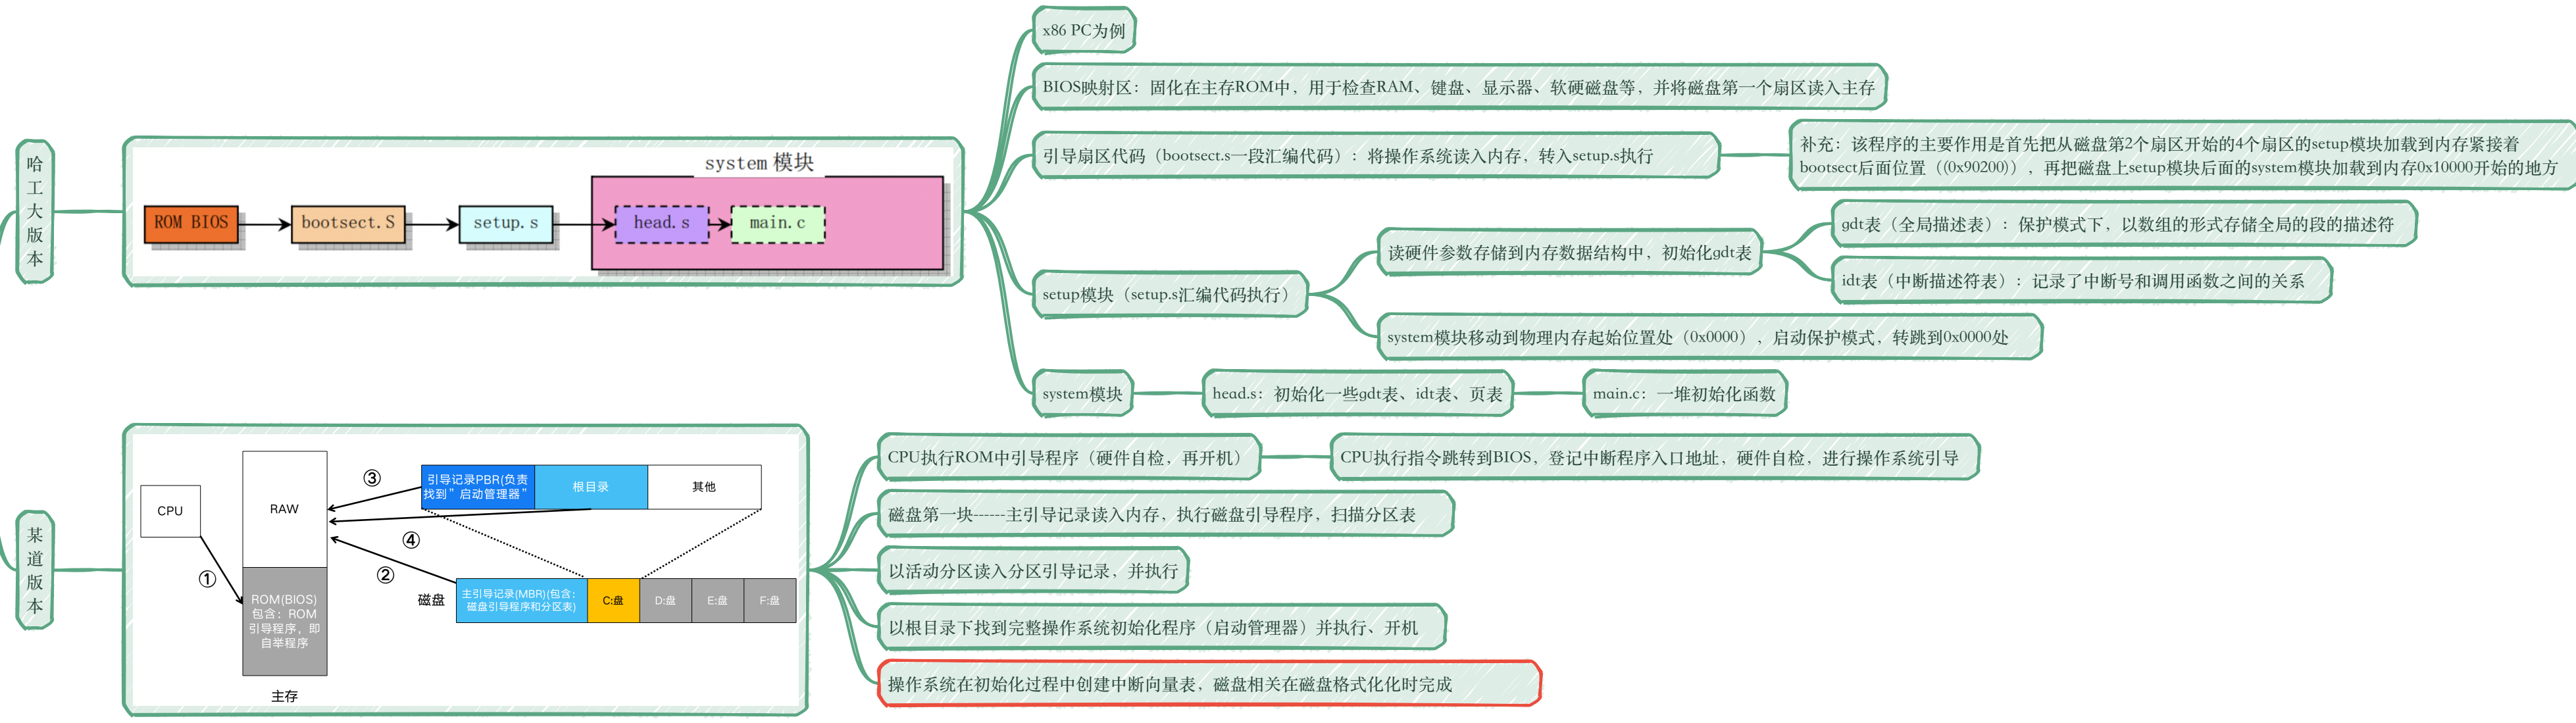 哈工大版本
system 模块
ROM BIOS
bootsect.S
setup.s
head.s
main.c
x86 PC为例
BIOS映射区：固化在主存ROM中，用于检查RAM、键盘、显示器、软硬磁盘等，并将磁盘第一个扇区读入主存
引导扇区代码（bootsect.s一段汇编代码）：将操作系统读入内存，转入setup.s执行
补充：该程序的主要作用是首先把从磁盘第2个扇区开始的4个扇区的setup模块加载到内存紧接着
bootsect后面位置（(0x90200)），再把磁盘上setup模块后面的system模块加载到内存0x10000开始的地方
setup模块（setup.s汇编代码执行）
读硬件参数存储到内存数据结构中，初始化gdt表
gdt表（全局描述表）：保护模式下，以数组的形式存储全局的段的描述符
idt表（中断描述符表）：记录了中断号和调用函数之间的关系
system模块移动到物理内存起始位置处（0x0000），启动保护模式，转跳到0x0000处
system模块
head.s：初始化一些gdt表、idt表、页表
main.c：一堆初始化函数
某道版本
CPU
RAW
ROM(BIOS)
包含：ROM
引导程序，即
自举程序
主存
①
②
③
④
引导记录PBR(负责
找到”启动管理器”
根目录
其他
磁盘
主引导记录(MBR)(包含：
磁盘引导程序和分区表)
C:盘
D:盘
E:盘
F:盘
CPU执行ROM中引导程序（硬件自检，再开机）
CPU执行指令跳转到BIOS，登记中断程序入口地址，硬件自检，进行操作系统引导
磁盘第一块------主引导记录读入内存，执行磁盘引导程序，扫描分区表
以活动分区读入分区引导记录，并执行
以根目录下找到完整操作系统初始化程序（启动管理器）并执行、开机
操作系统在初始化过程中创建中断向量表，磁盘相关在磁盘格式化化时完成